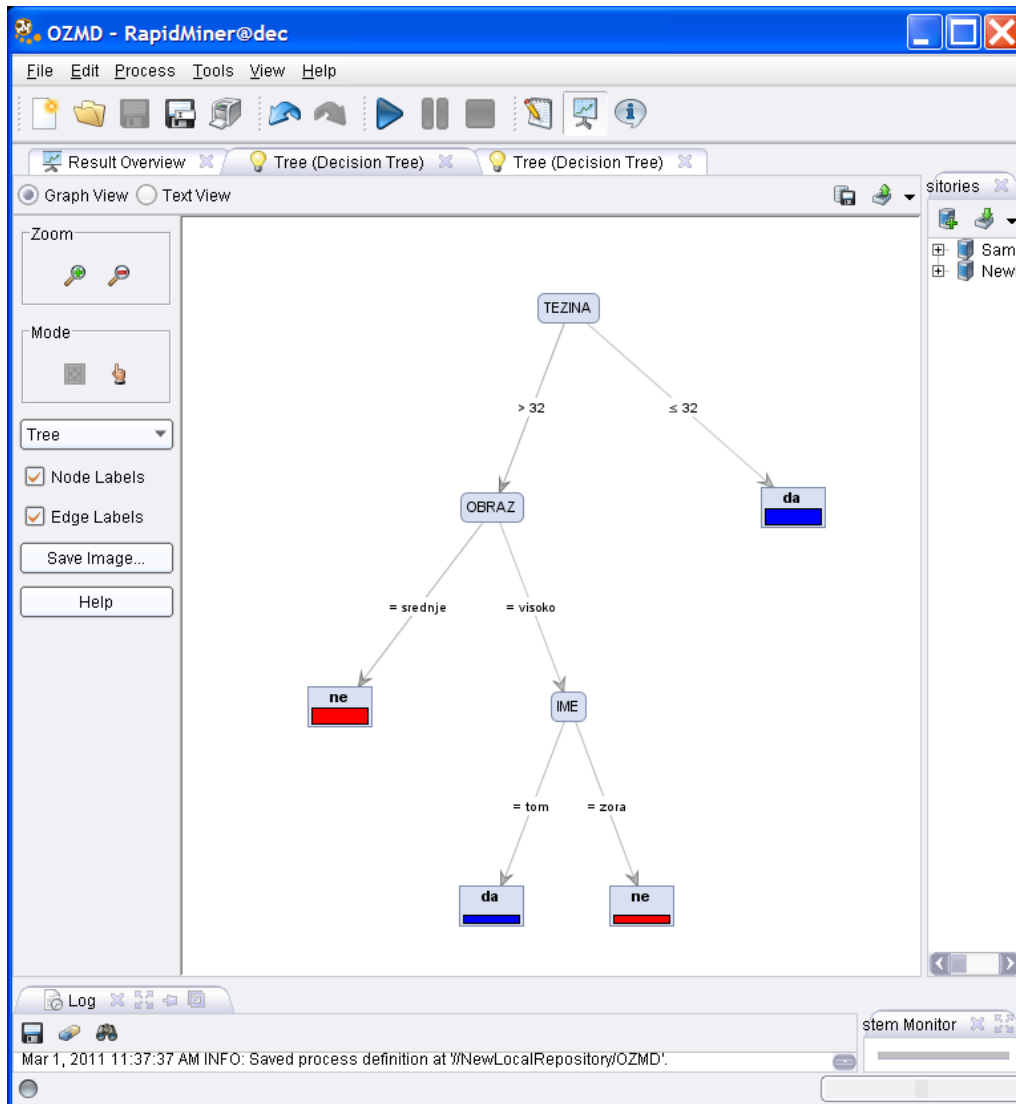 OZMD – RapidMiner@dec
File Edit Process Tools View Help
Result Overview Tree (Decision Tree) Tree (Decision Tree)
Graph View Text View
sitories
Zoom
Sam
New
Mode
Tree
Node Labels
Edge Labels
Save Image...
Help
TEZINA
> 32 ≤ 32
OBRAZ
da
= srednje = visoko
ne
IME
= tom = zora
da ne
Log
stem Monitor
Mar 1, 2011 11:37:37 AM INFO: Saved process definition at '//NewLocalRepository/OZMD'.